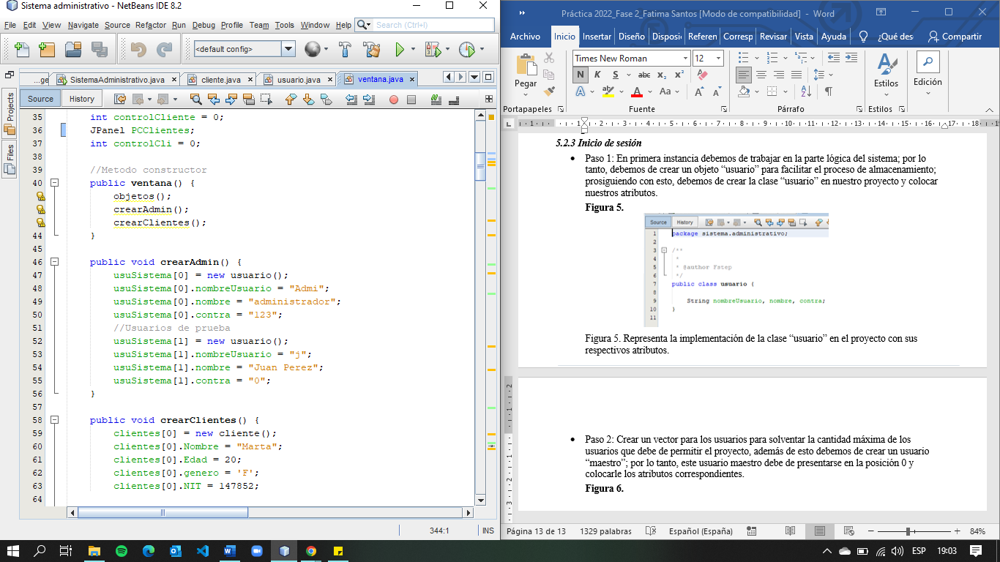 Sistema administrativo - NetBeans IDE 8.2
File Edit View Navigate Source Refactor Run Debug Profile Team Tools Window Help Search (Ctrl+I)
<default config>
...ge SistemaAdministrativo.java cliente.java usuario.java ventana.java
Source History
Projects
Files
35 int controlCliente = 0;
36 JPanel PCClientes;
37 int controlCli = 0;
38
39 //Metodo constructor
40 public ventana() {
objetos();
crearAdmin();
crearClientes();
44 }
45
46 public void crearAdmin() {
47 usuSistema[0] = new usuario();
48 usuSistema[0].nombreUsuario = "Admi";
49 usuSistema[0].nombre = "administrador";
50 usuSistema[0].contra = "123";
51 //Usuarios de prueba
52 usuSistema[1] = new usuario();
53 usuSistema[1].nombreUsuario = "j";
54 usuSistema[1].nombre = "Juan Perez";
55 usuSistema[1].contra = "0";
56 }
57
58 public void crearClientes() {
59 clientes[0] = new cliente();
60 clientes[0].Nombre = "Marta";
61 clientes[0].Edad = 20;
62 clientes[0].genero = 'F';
63 clientes[0].NIT = 147852;
64
344:1 INS
Práctica 2022_Fase 2_Fatima Santos [Modo de compatibilidad] - Word
Archivo Inicio Insertar Diseño Disposic Referen Corresp Revisar Vista Ayuda ¿Qué des Compartir
Times New Roman 12
Pegar
N K S abc x₂ x²
A A Aa A A
Estilos
Edición
Portapapeles Fuente Párrafo Estilos
5.2.3 Inicio de sesión
• Paso 1: En primera instancia debemos de trabajar en la parte lógica del sistema; por lo
tanto, debemos de crear un objeto “usuario” para facilitar el proceso de almacenamiento;
prosiguiendo con esto, debemos de crear la clase “usuario” en nuestro proyecto y colocar
nuestros atributos.
Figura 5.
Source History
1 package sistema.administrativo;
2
3 /**
4 *
5 * @author Fstep
6 */
7 public class usuario {
8
9 String nombreUsuario, nombre, contra;
10 }
11
Figura 5. Representa la implementación de la clase “usuario” en el proyecto con sus
respectivos atributos.
• Paso 2: Crear un vector para los usuarios para solventar la cantidad máxima de los
usuarios que debe de permitir el proyecto, además de esto debemos de crear un usuario
“maestro”; por lo tanto, este usuario maestro debe de presentarse en la posición 0 y
colocarle los atributos correspondientes.
Figura 6.
Página 13 de 13 1329 palabras Español (España) 84%
ESP 19:03